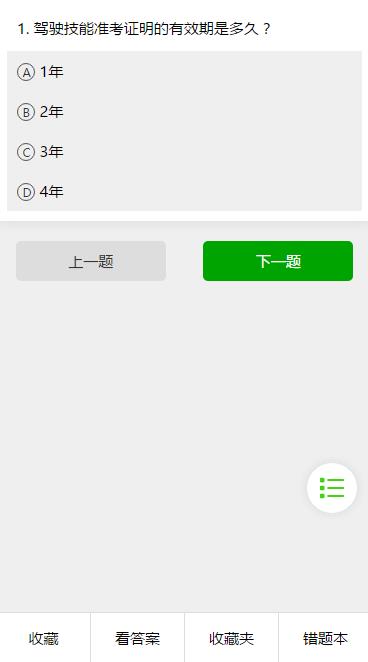 1. 驾驶技能准考证明的有效期是多久？
A 1年
B 2年
C 3年
D 4年
上一题 下一题
收藏 看答案 收藏夹 错题本